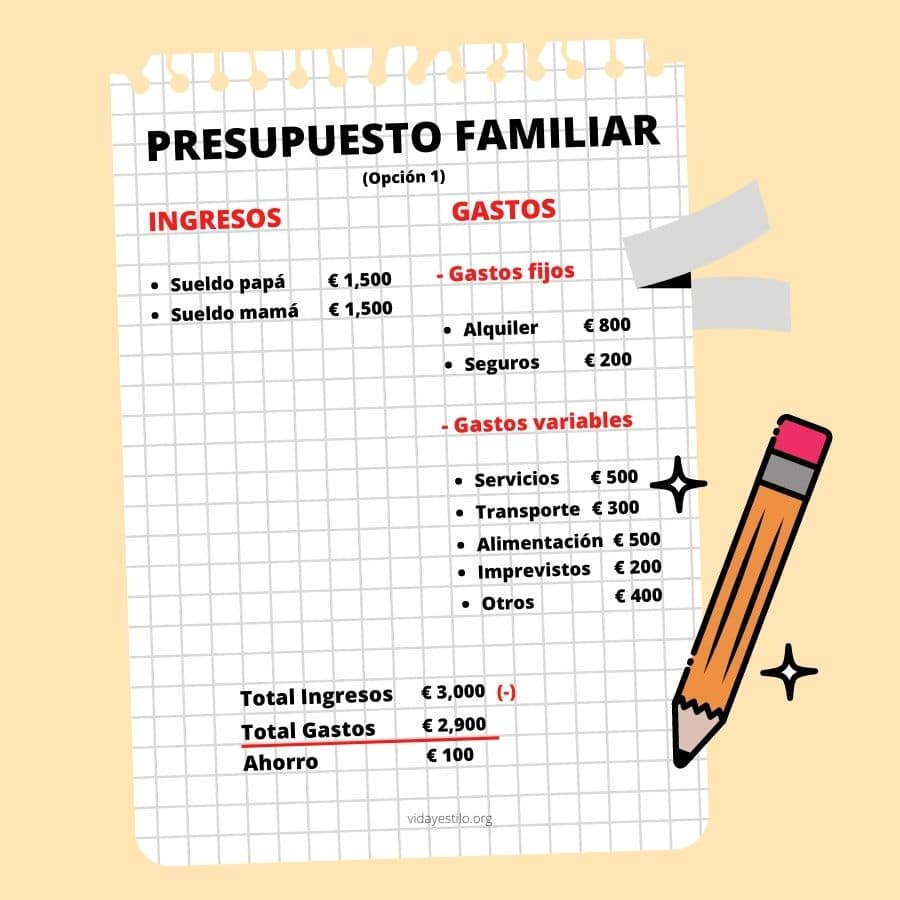 PRESUPUESTO FAMILIAR
(Opción 1)
INGRESOS
• Sueldo papá € 1,500
• Sueldo mamá € 1,500
GASTOS
- Gastos fijos
• Alquiler € 800
• Seguros € 200
- Gastos variables
• Servicios € 500
• Transporte € 300
• Alimentación € 500
• Imprevistos € 200
• Otros € 400
Total Ingresos € 3,000 (-)
Total Gastos € 2,900
Ahorro € 100
vidayestilo.org